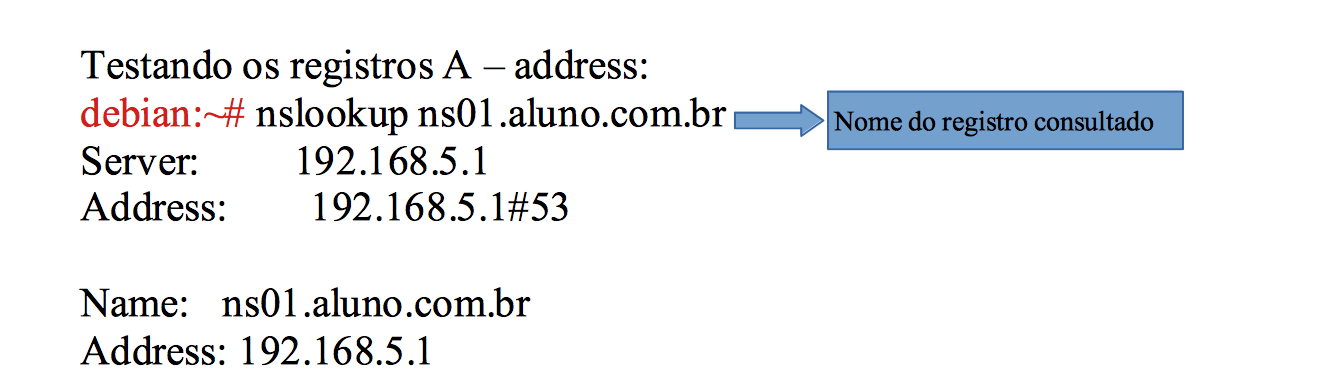 Testando os registros A – address:
debian:~# nslookup ns01.aluno.com.br
Nome do registro consultado
Server: 192.168.5.1
Address: 192.168.5.1#53
Name: ns01.aluno.com.br
Address: 192.168.5.1